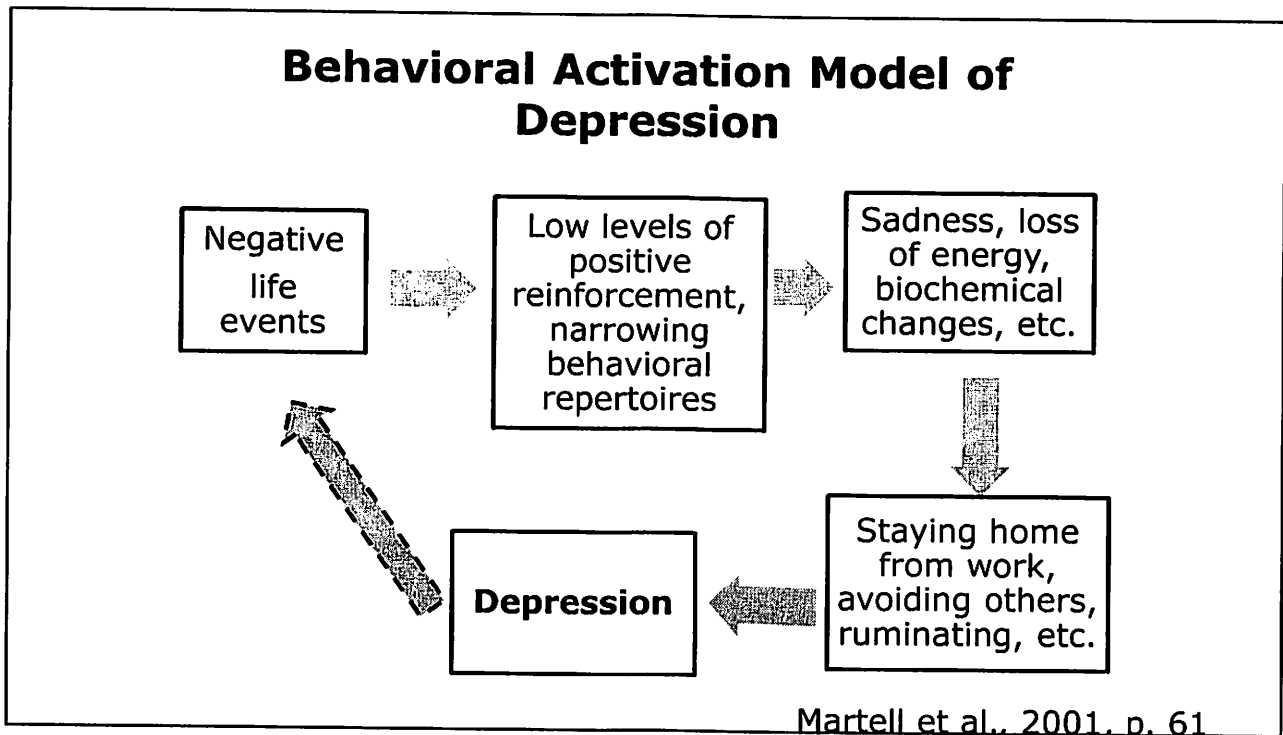 Behavioral Activation Model of
Depression
Negative
life
events
Low levels of
positive
reinforcement,
narrowing
behavioral
repertoires
Sadness, loss
of energy,
biochemical
changes, etc.
Staying home
from work,
avoiding others,
ruminating, etc.
Depression
Martell et al., 2001, p. 61